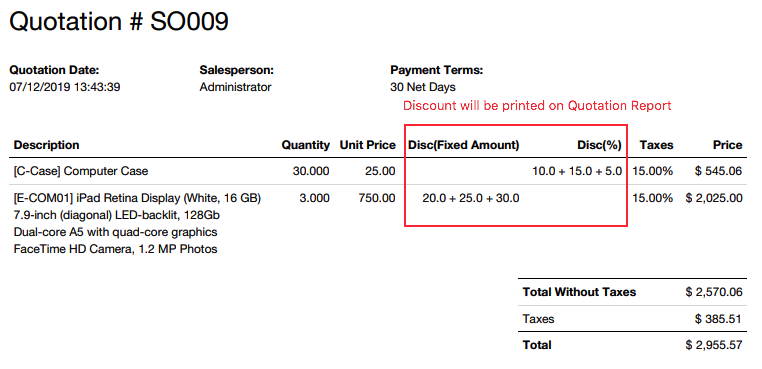 Quotation # SO009
Quotation Date: Salesperson: Payment Terms:
07/12/2019 13:43:39 Administrator 30 Net Days
Discount will be printed on Quotation Report
Description Quantity Unit Price Disc(Fixed Amount) Disc(%) Taxes Price
[C-Case] Computer Case 30.000 25.00 10.0 + 15.0 + 5.0 15.00% $ 545.06
[E-COM01] iPad Retina Display (White, 16 GB) 3.000 750.00 20.0 + 25.0 + 30.0 15.00% $ 2,025.00
7.9-inch (diagonal) LED-backlit, 128Gb
Dual-core A5 with quad-core graphics
FaceTime HD Camera, 1.2 MP Photos
Total Without Taxes $ 2,570.06
Taxes $ 385.51
Total $ 2,955.57